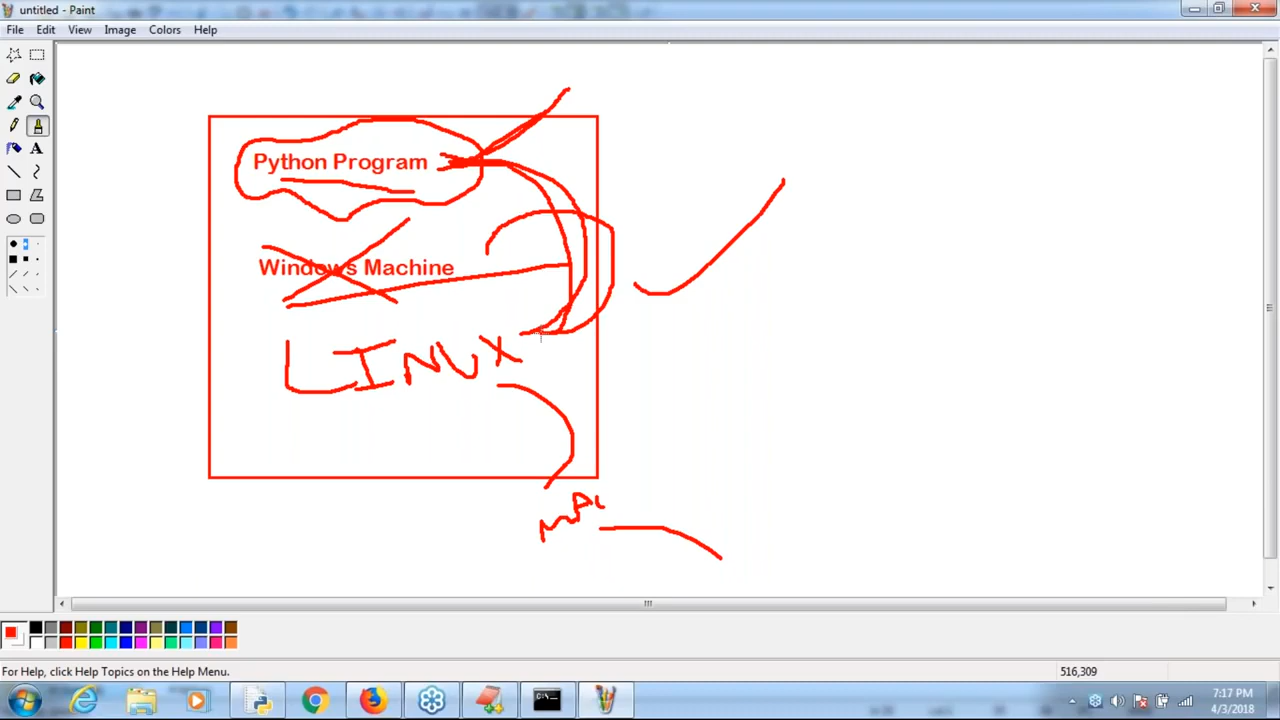 untitled - Paint
File Edit View Image Colors Help
Python Program
Windows Machine
LINUX
MAC
For Help, click Help Topics on the Help Menu.
516,309
7:17 PM
4/3/2018